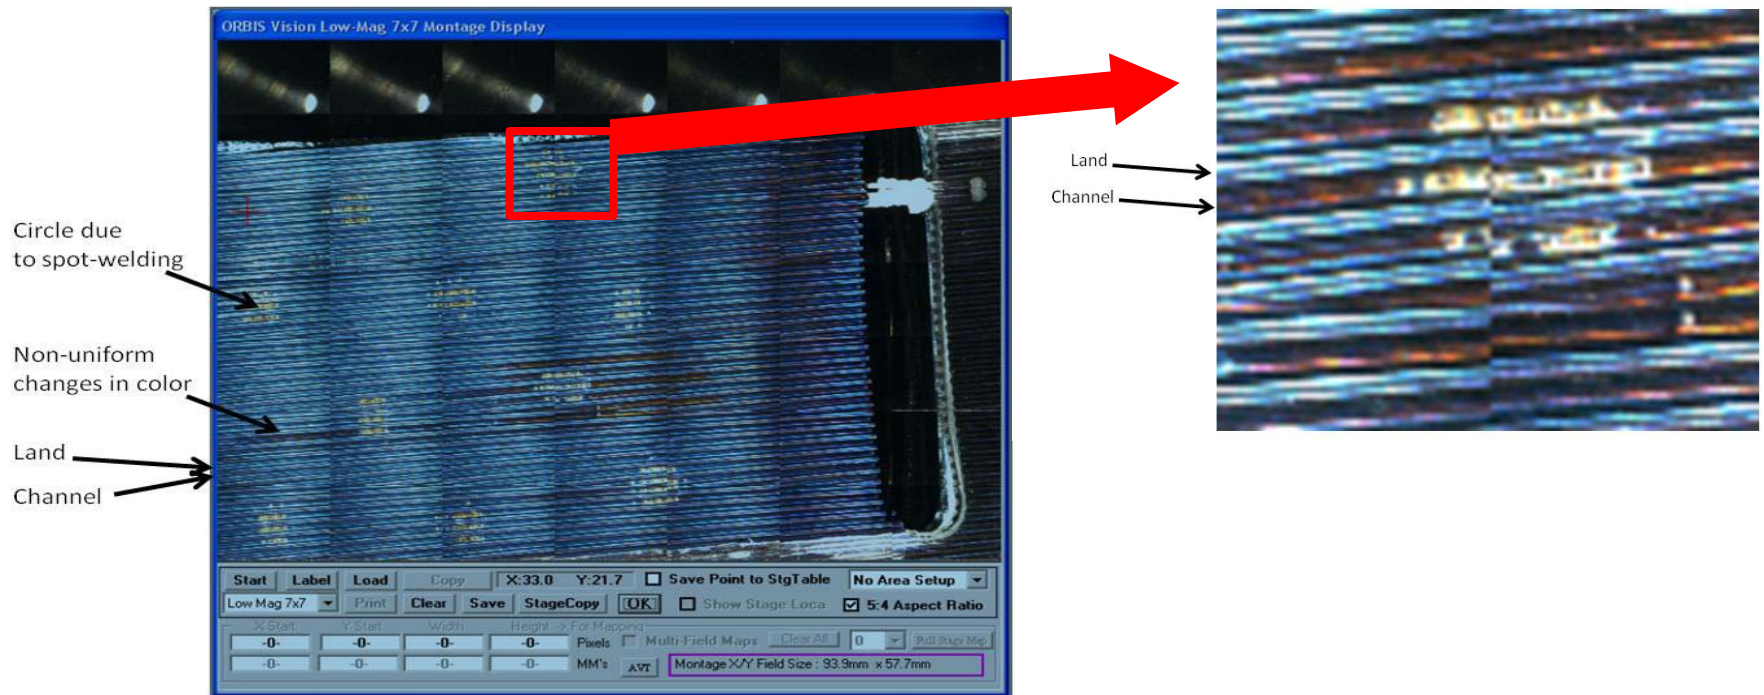 ORBIS Vision Low-Mag 7x7 Montage Display
Circle due
to spot-welding
Non-uniform
changes in color
Land
Channel
Land
Channel
Start Label Load Copy X:33.0 Y:21.7 Save Point to StgTable No Area Setup
Low Mag 7x7 Print Clear Save StageCopy OK Show Stage Loca 5:4 Aspect Ratio
X-Start Y-Start Width Height -> For Mapping
-0- -0- -0- -0- Pixels Multi-Field Maps Clear All 0 Full Stage Map
-0- -0- -0- -0- MM's AVI Montage X/Y Field Size : 93.9mm x 57.7mm